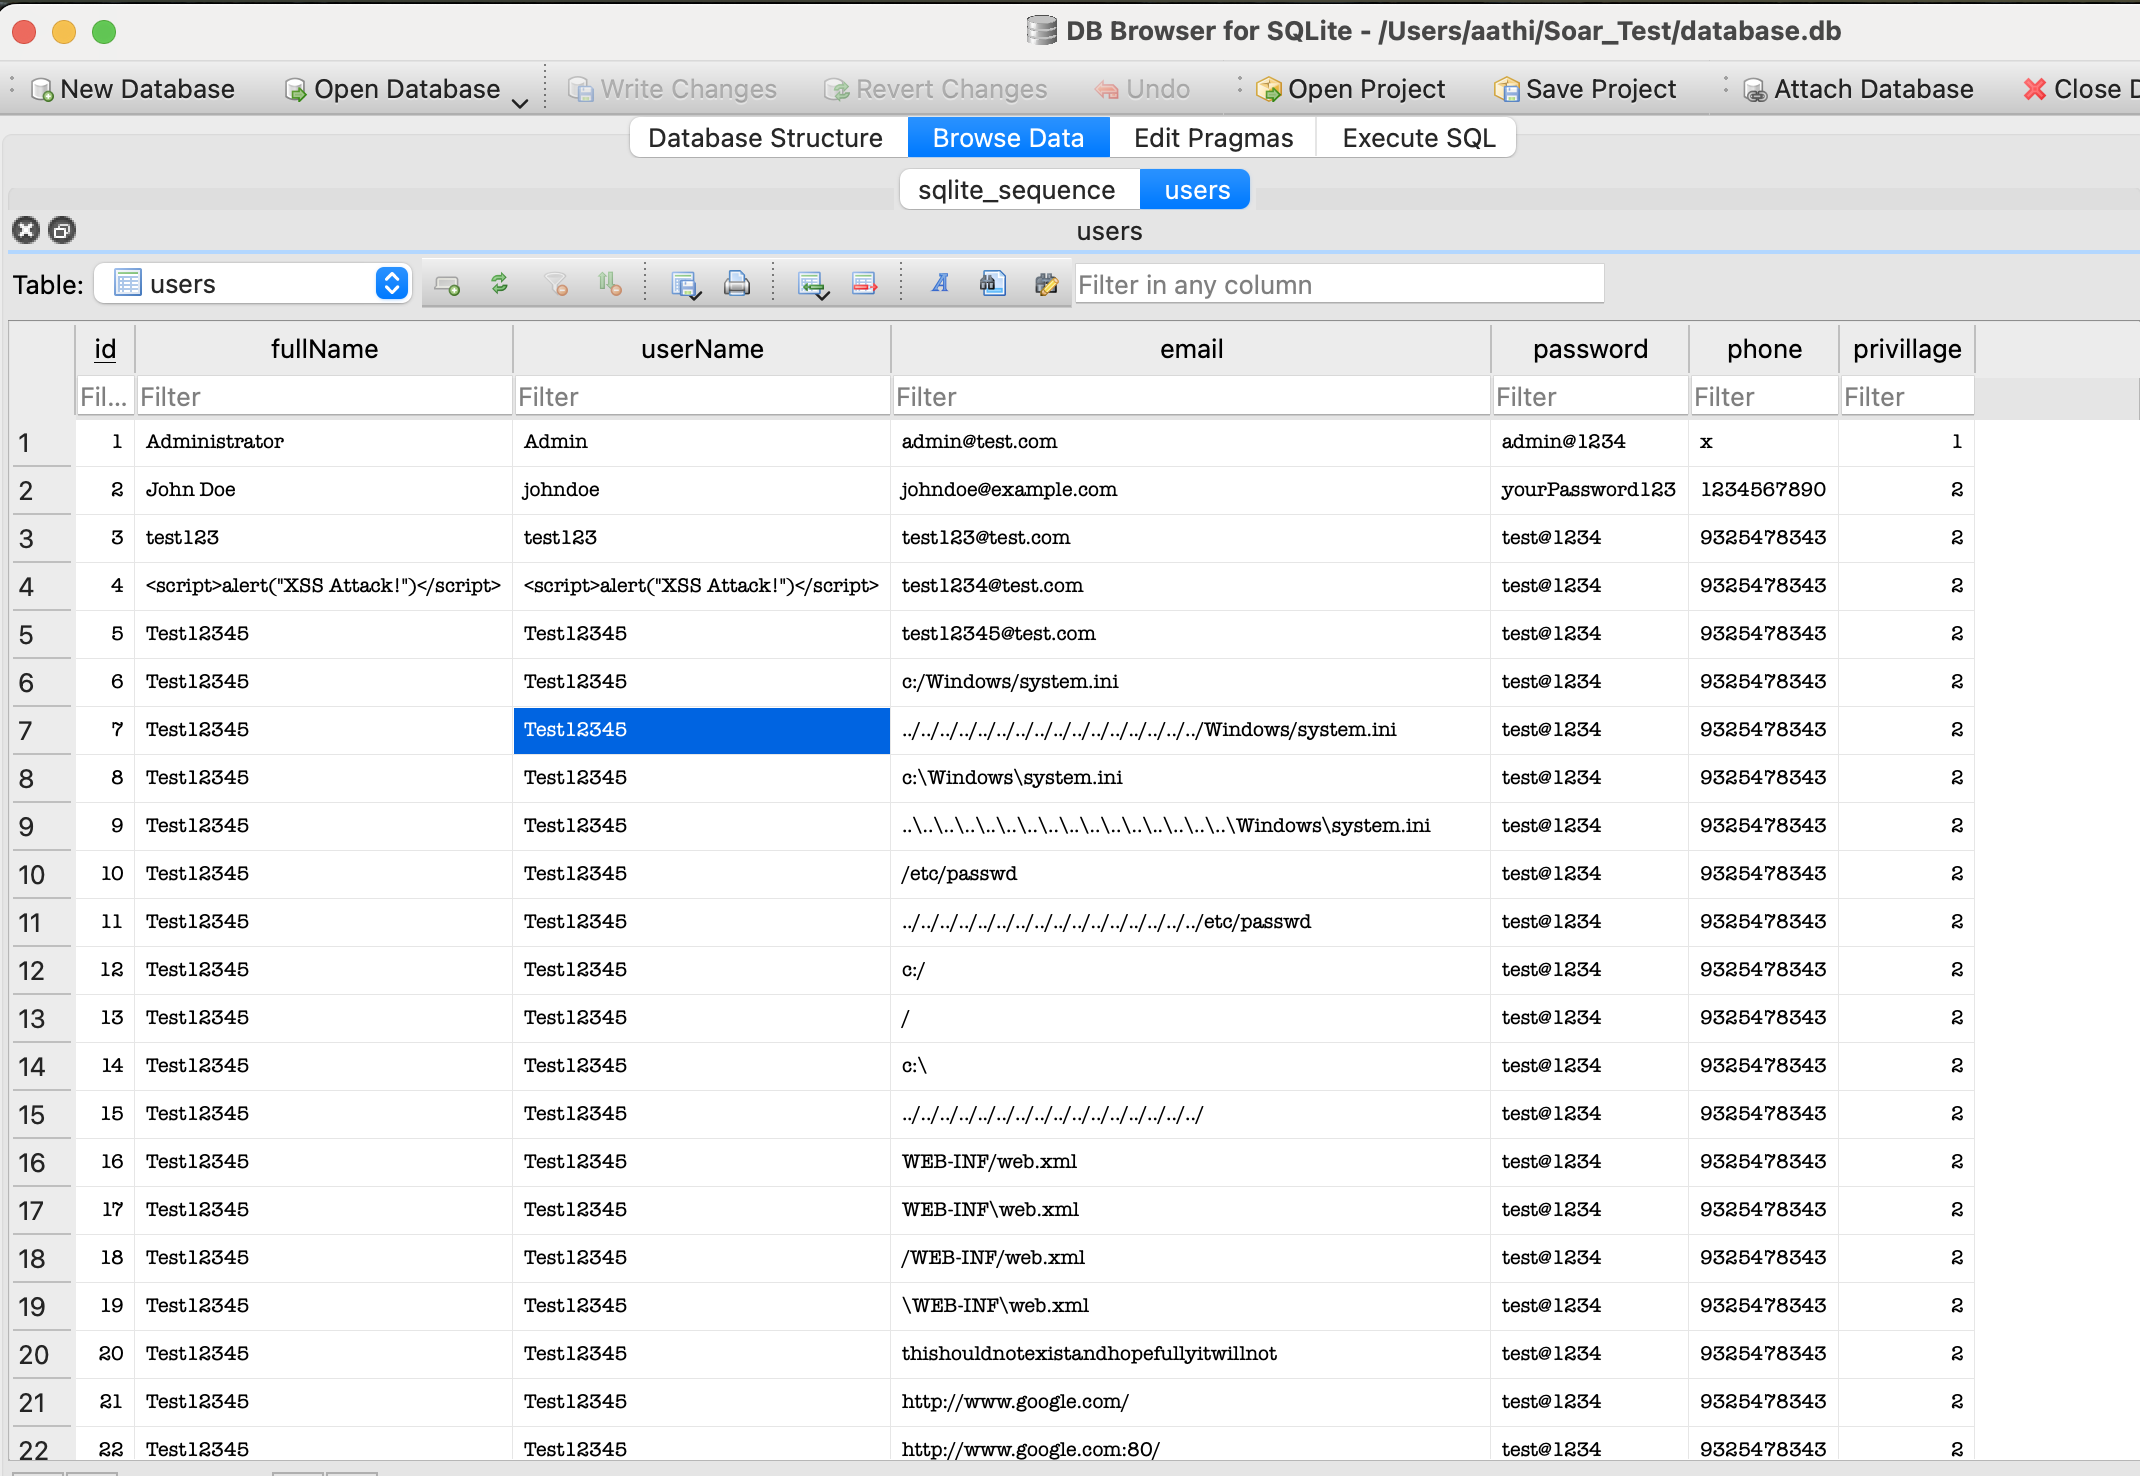 DB Browser for SQLite - /Users/aathi/Soar_Test/database.db
New Database Open Database Write Changes Revert Changes Undo Open Project Save Project Attach Database Close D
Database Structure Browse Data Edit Pragmas Execute SQL
sqlite_sequence users
users
Table: users Filter in any column
id fullName userName email password phone privillage
Fil... Filter Filter Filter Filter Filter Filter
1 1 Administrator Admin admin@test.com admin@1234 x 1
2 2 John Doe johndoe johndoe@example.com yourPassword123 1234567890 2
3 3 test123 test123 test123@test.com test@1234 9325478343 2
4 4 <script>alert("XSS Attack!")</script> <script>alert("XSS Attack!")</script> test1234@test.com test@1234 9325478343 2
5 5 Test12345 Test12345 test12345@test.com test@1234 9325478343 2
6 6 Test12345 Test12345 c:/Windows/system.ini test@1234 9325478343 2
7 7 Test12345 Test12345 ../../../../../../../../../../../../../../../../Windows/system.ini test@1234 9325478343 2
8 8 Test12345 Test12345 c:\Windows\system.ini test@1234 9325478343 2
9 9 Test12345 Test12345 ..\..\..\..\..\..\..\..\..\..\..\..\..\..\..\..\Windows\system.ini test@1234 9325478343 2
10 10 Test12345 Test12345 /etc/passwd test@1234 9325478343 2
11 11 Test12345 Test12345 ../../../../../../../../../../../../../../../../etc/passwd test@1234 9325478343 2
12 12 Test12345 Test12345 c:/ test@1234 9325478343 2
13 13 Test12345 Test12345 / test@1234 9325478343 2
14 14 Test12345 Test12345 c:\ test@1234 9325478343 2
15 15 Test12345 Test12345 ../../../../../../../../../../../../../../../../ test@1234 9325478343 2
16 16 Test12345 Test12345 WEB-INF/web.xml test@1234 9325478343 2
17 17 Test12345 Test12345 WEB-INF\web.xml test@1234 9325478343 2
18 18 Test12345 Test12345 /WEB-INF/web.xml test@1234 9325478343 2
19 19 Test12345 Test12345 \WEB-INF\web.xml test@1234 9325478343 2
20 20 Test12345 Test12345 thishouldnotexistandhopefullyitwillnot test@1234 9325478343 2
21 21 Test12345 Test12345 http://www.google.com/ test@1234 9325478343 2
22 22 Test12345 Test12345 http://www.google.com:80/ test@1234 9325478343 2